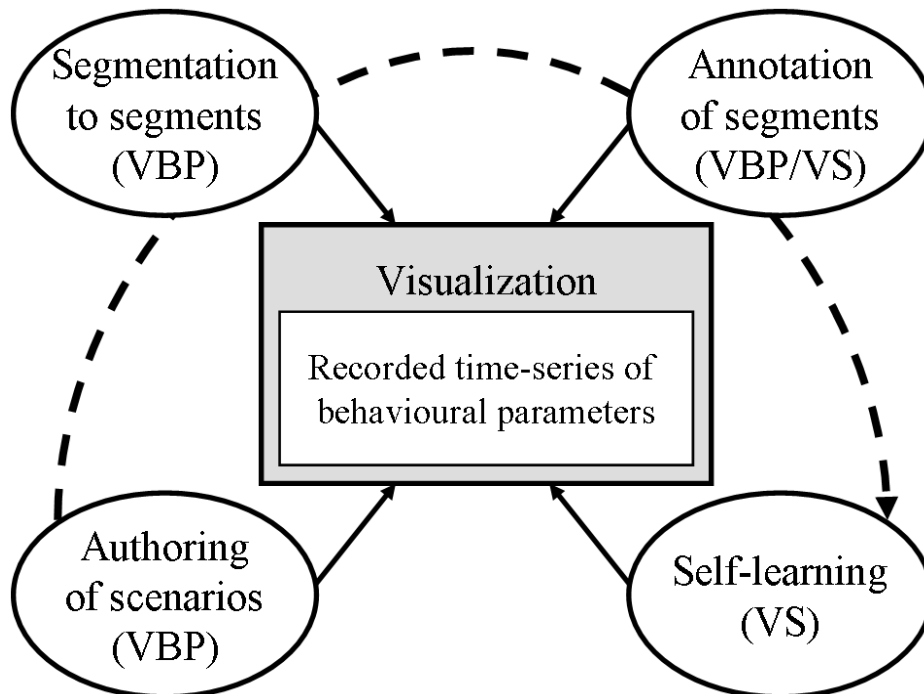 Segmentation
to segments
(VBP)
Annotation
of segments
(VBP/VS)
Visualization
Recorded time-series of
behavioural parameters
Authoring
of scenarios
(VBP)
Self-learning
(VS)